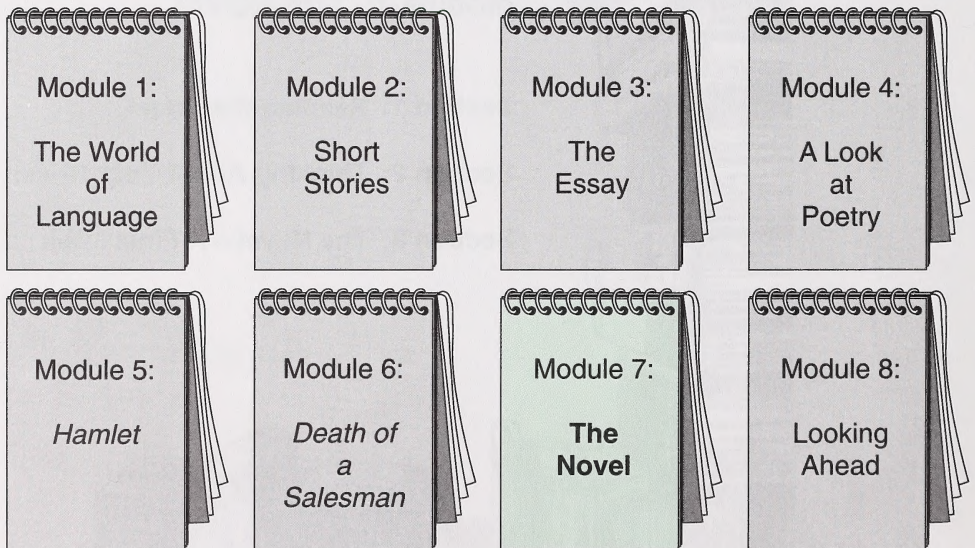 Module 1:
The World
of
Language
Module 2:
Short
Stories
Module 3:
The
Essay
Module 4:
A Look
at
Poetry
Module 5:
Hamlet
Module 6:
Death of
a
Salesman
Module 7:
The
Novel
Module 8:
Looking
Ahead